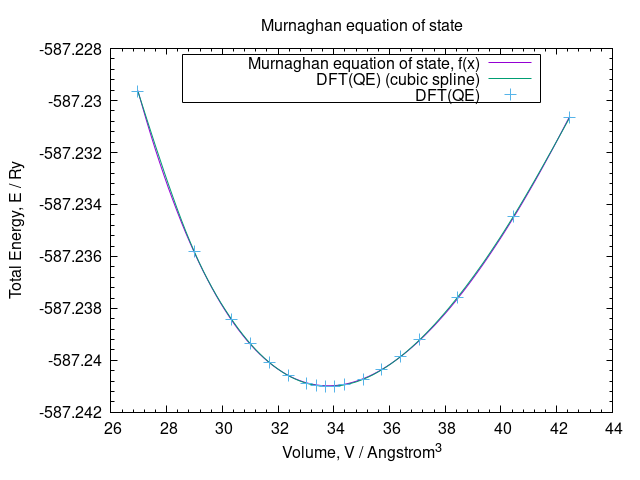 Murnaghan equation of state
-587.228
-587.23
-587.232
-587.234
-587.236
-587.238
-587.24
-587.242
Total Energy, E / Ry
Murnaghan equation of state, f(x)
DFT(QE) (cubic spline)
DFT(QE)
26 28 30 32 34 36 38 40 42 44
Volume, V / Angstrom³